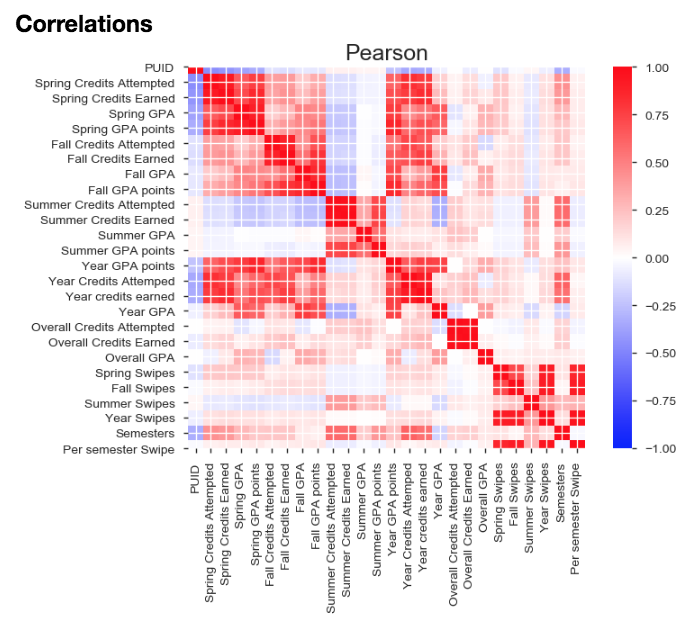 Correlations
Pearson
PUID
Spring Credits Attempted
Spring Credits Earned
Spring GPA
Spring GPA points
Fall Credits Attempted
Fall Credits Earned
Fall GPA
Fall GPA points
Summer Credits Attempted
Summer Credits Earned
Summer GPA
Summer GPA points
Year GPA points
Year Credits Attemped
Year credits earned
Year GPA
Overall Credits Attempted
Overall Credits Earned
Overall GPA
Spring Swipes
Fall Swipes
Summer Swipes
Year Swipes
Semesters
Per semester Swipe
1.00
0.75
0.50
0.25
0.00
−0.25
−0.50
−0.75
−1.00
PUID
Spring Credits Attempted
Spring Credits Earned
Spring GPA
Spring GPA points
Fall Credits Attempted
Fall Credits Earned
Fall GPA
Fall GPA points
Summer Credits Attempted
Summer Credits Earned
Summer GPA
Summer GPA points
Year GPA points
Year Credits Attemped
Year credits earned
Year GPA
Overall Credits Attempted
Overall Credits Earned
Overall GPA
Spring Swipes
Fall Swipes
Summer Swipes
Year Swipes
Semesters
Per semester Swipe